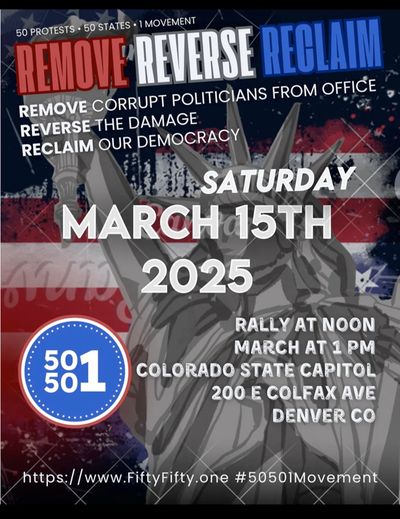 50 PROTESTS • 50 STATES • 1 MOVEMENT
REMOVE REVERSE RECLAIM
REMOVE CORRUPT POLITICIANS FROM OFFICE
REVERSE THE DAMAGE
RECLAIM OUR DEMOCRACY
SATURDAY
MARCH 15TH
2025
RALLY AT NOON
MARCH AT 1 PM
COLORADO STATE CAPITOL
200 E COLFAX AVE
DENVER CO
50
50
1
https://www.FiftyFifty.one #50501Movement